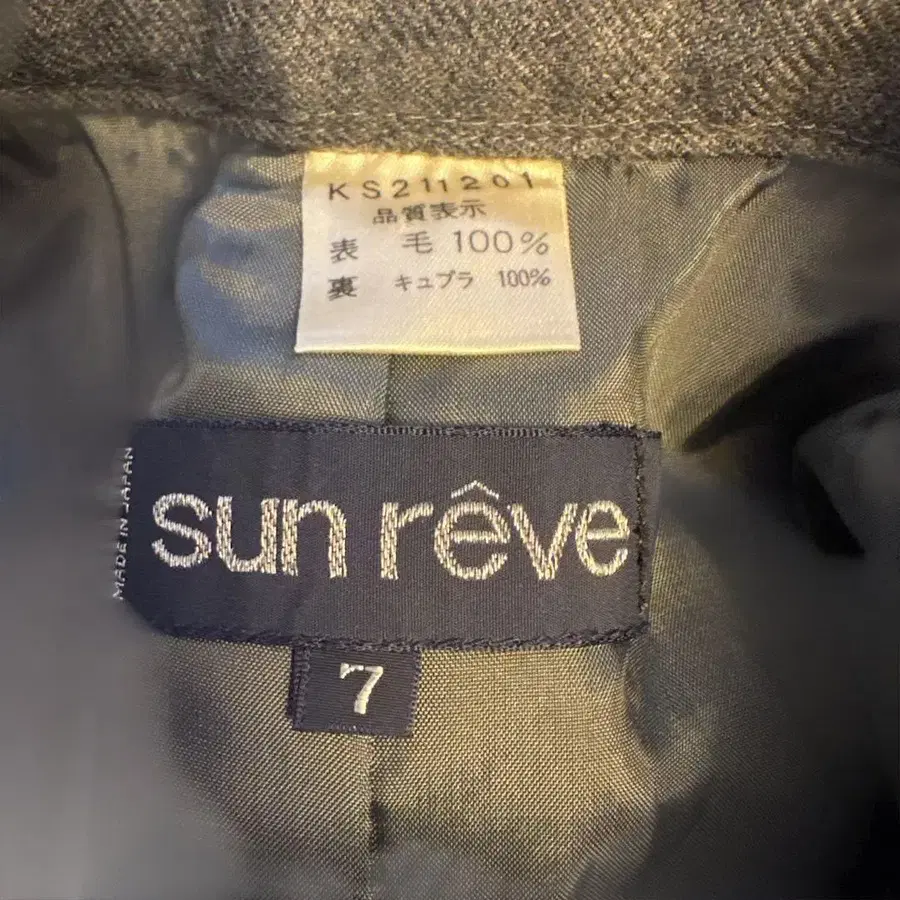 KS211201
品質表示
表 毛 100%
裏 キュプラ 100%
MADE IN JAPAN
sun rêve
7